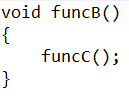 void funcB()
{
    funcC();
}